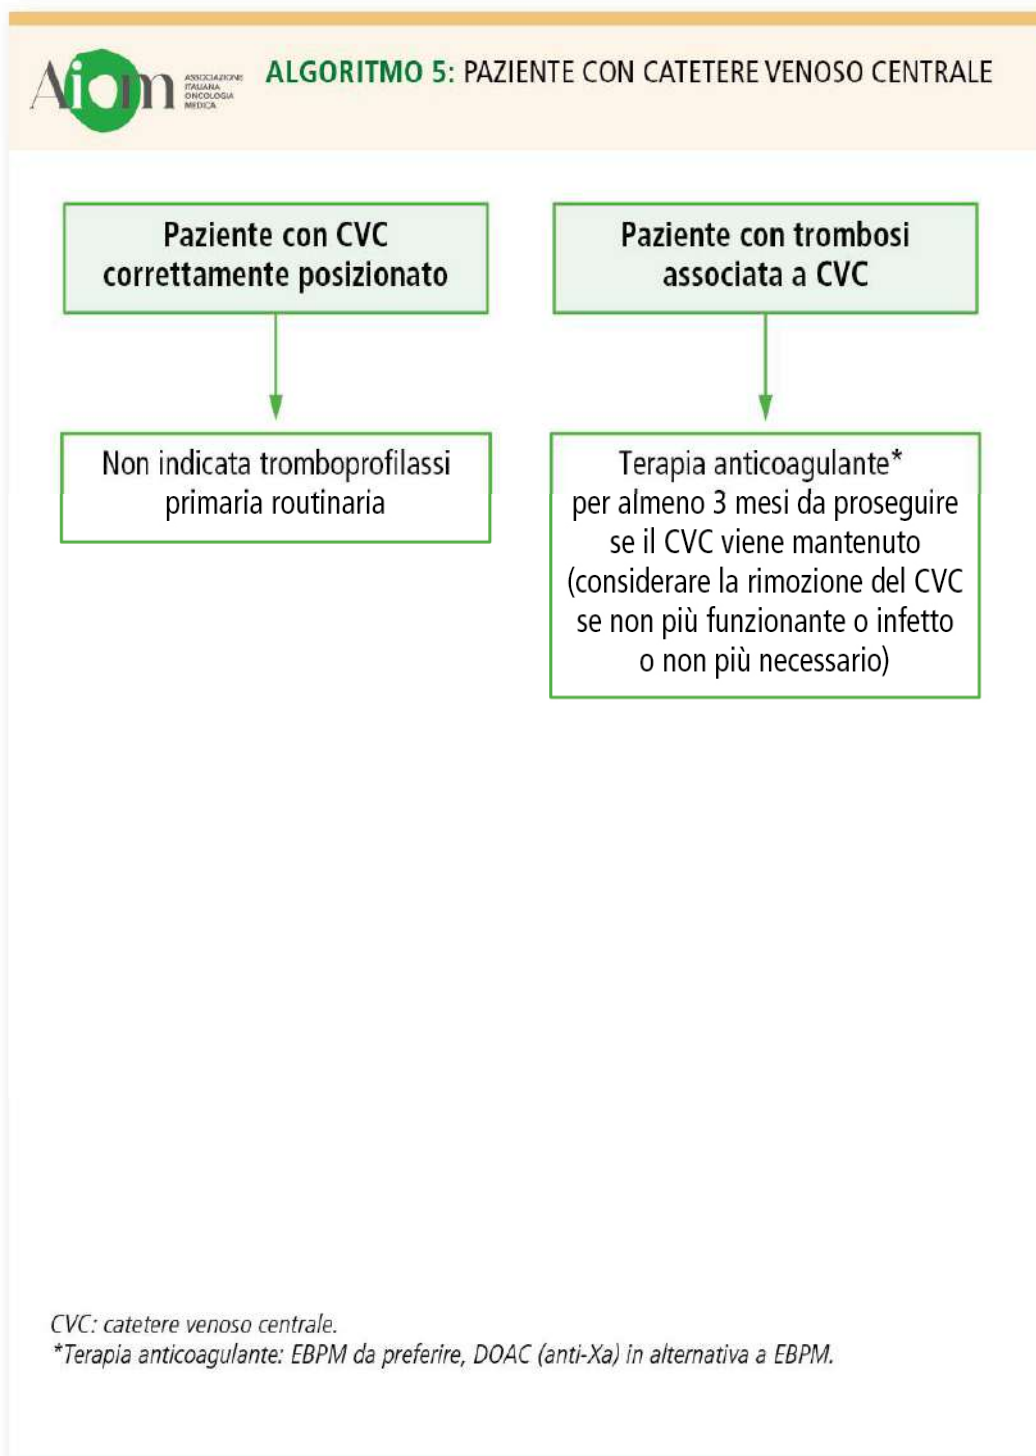 Aiom
ASSOCIAZIONE
ITALIANA
ONCOLOGIA
MEDICA
ALGORITMO 5: PAZIENTE CON CATETERE VENOSO CENTRALE
Paziente con CVC
correttamente posizionato
Non indicata tromboprofilassi
primaria routinaria
Paziente con trombosi
associata a CVC
Terapia anticoagulante*
per almeno 3 mesi da proseguire
se il CVC viene mantenuto
(considerare la rimozione del CVC
se non più funzionante o infetto
o non più necessario)
CVC: catetere venoso centrale.
*Terapia anticoagulante: EBPM da preferire, DOAC (anti-Xa) in alternativa a EBPM.